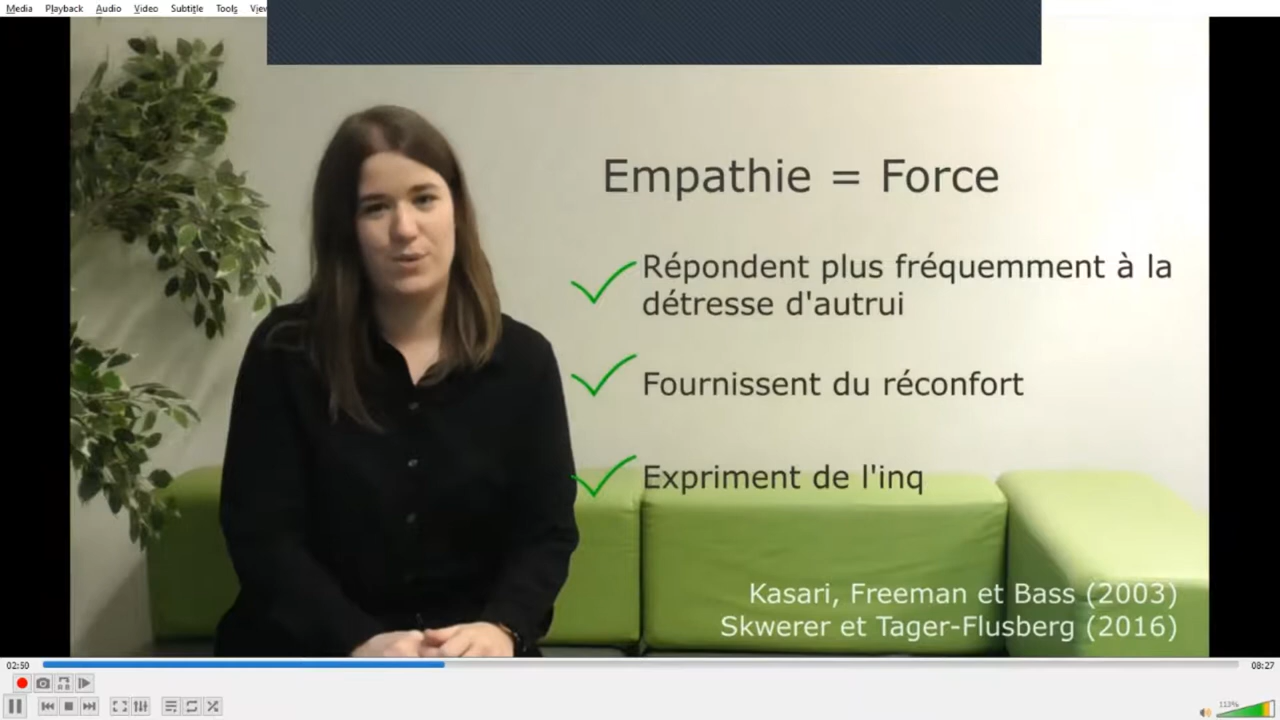 Media Playback Audio Video Subtitle Tools
Empathie = Force
Répondent plus fréquemment à la
détresse d'autrui
Fournissent du réconfort
Expriment de l'inq
Kasari, Freeman et Bass (2003)
Skwerer et Tager-Flusberg (2016)
02:50
08:27
113%